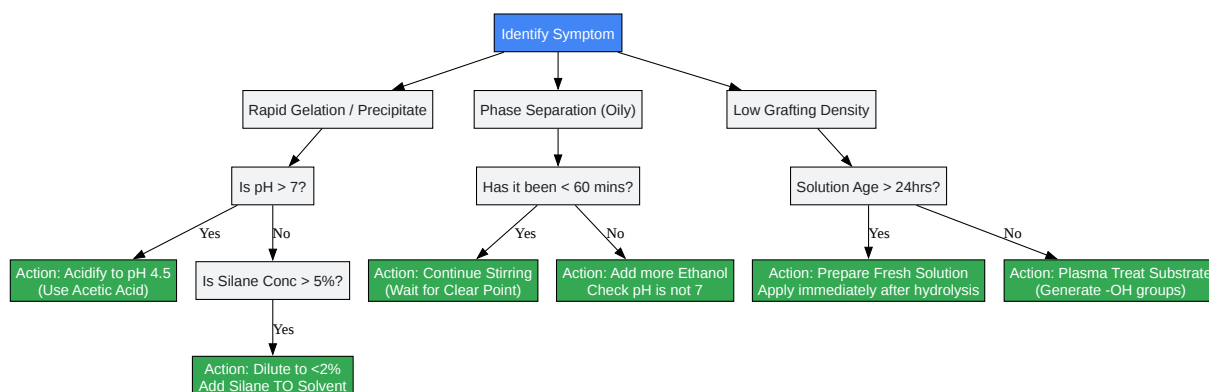 Identify Symptom
Rapid Gelation / Precipitate
Phase Separation (Oily)
Low Grafting Density
Is pH > 7?
Has it been < 60 mins?
Solution Age > 24hrs?
Yes
No
Yes
No
Yes
No
Action: Acidify to pH 4.5
(Use Acetic Acid)
Is Silane Conc > 5%?
Action: Continue Stirring
(Wait for Clear Point)
Action: Add more Ethanol
Check pH is not 7
Action: Prepare Fresh Solution
Apply immediately after hydrolysis
Action: Plasma Treat Substrate
(Generate -OH groups)
Yes
Action: Dilute to <2%
Add Silane TO Solvent